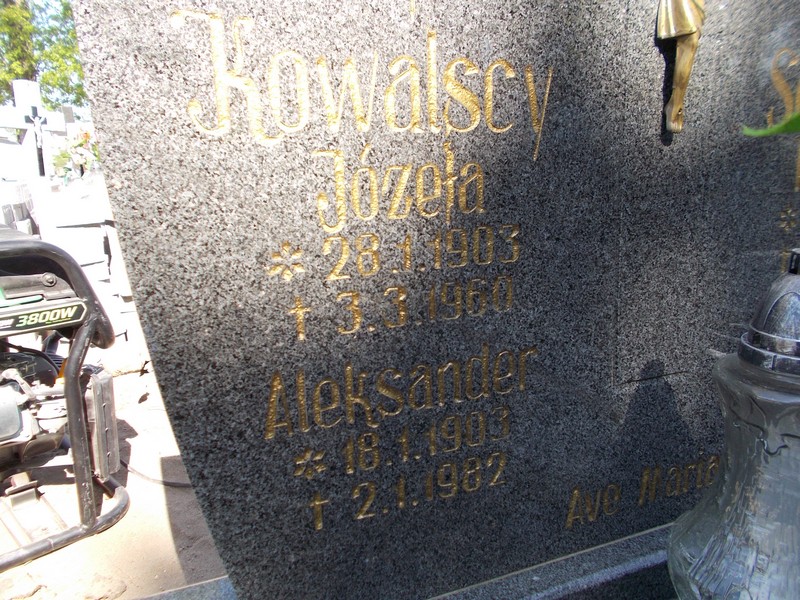 Kowalscy
Józefa
* 28.1.1903
† 3.3.1960
Aleksander
* 18.1.1903
† 2.1.1982
Ave Maria
3800W